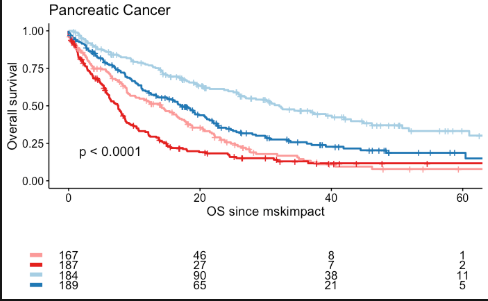 Pancreatic Cancer
1.00
0.75
0.50
0.25
0.00
Overall survival
p < 0.0001
0 20 40 60
OS since mskimpact
167 46 8 1
187 27 7 2
184 90 38 11
189 65 21 5